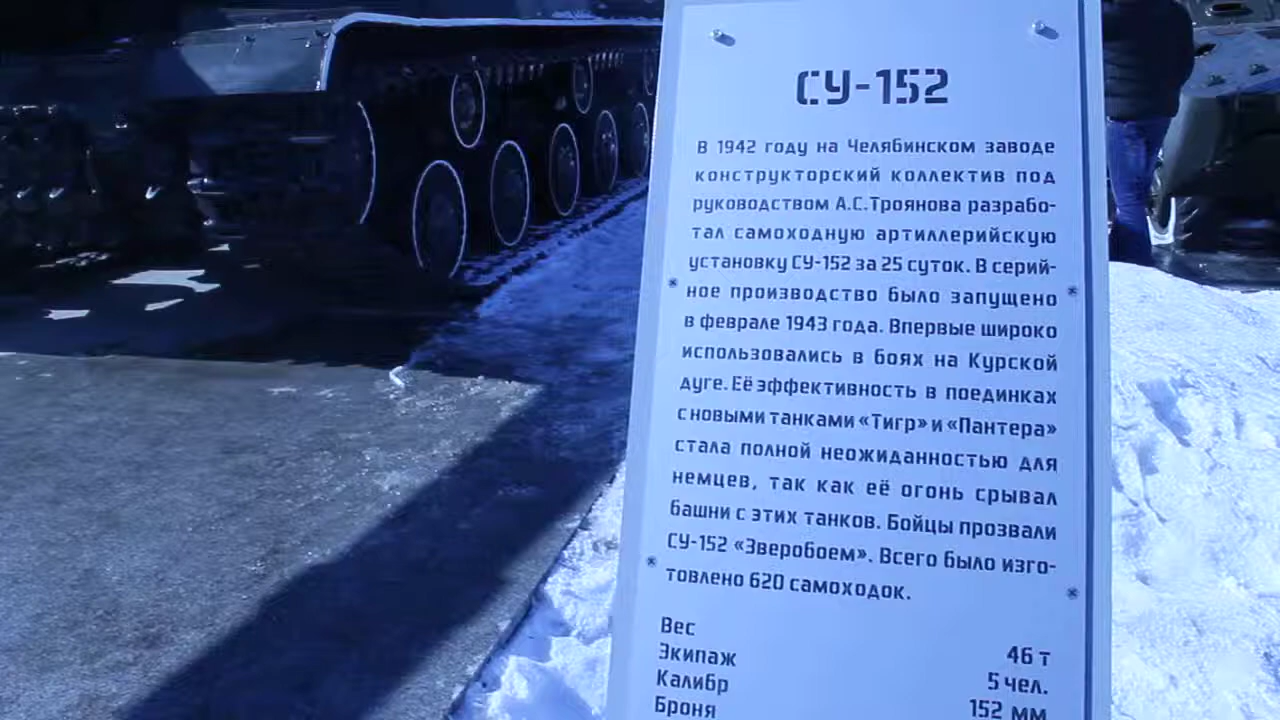 СУ-152
В 1942 году на Челябинском заводе
конструкторский коллектив под
руководством А.С.Троянова разрабо-
тал самоходную артиллерийскую
установку СУ-152 за 25 суток. В серий-
ное производство было запущено
в феврале 1943 года. Впервые широко
использовались в боях на Курской
дуге. Её эффективность в поединках
с новыми танками «Тигр» и «Пантера»
стала полной неожиданностью для
немцев, так как её огонь срывал
башни с этих танков. Бойцы прозвали
СУ-152 «Зверобоем». Всего было изго-
товлено 620 самоходок.
Вес 46 т
Экипаж 5 чел.
Калибр 152 мм
Броня